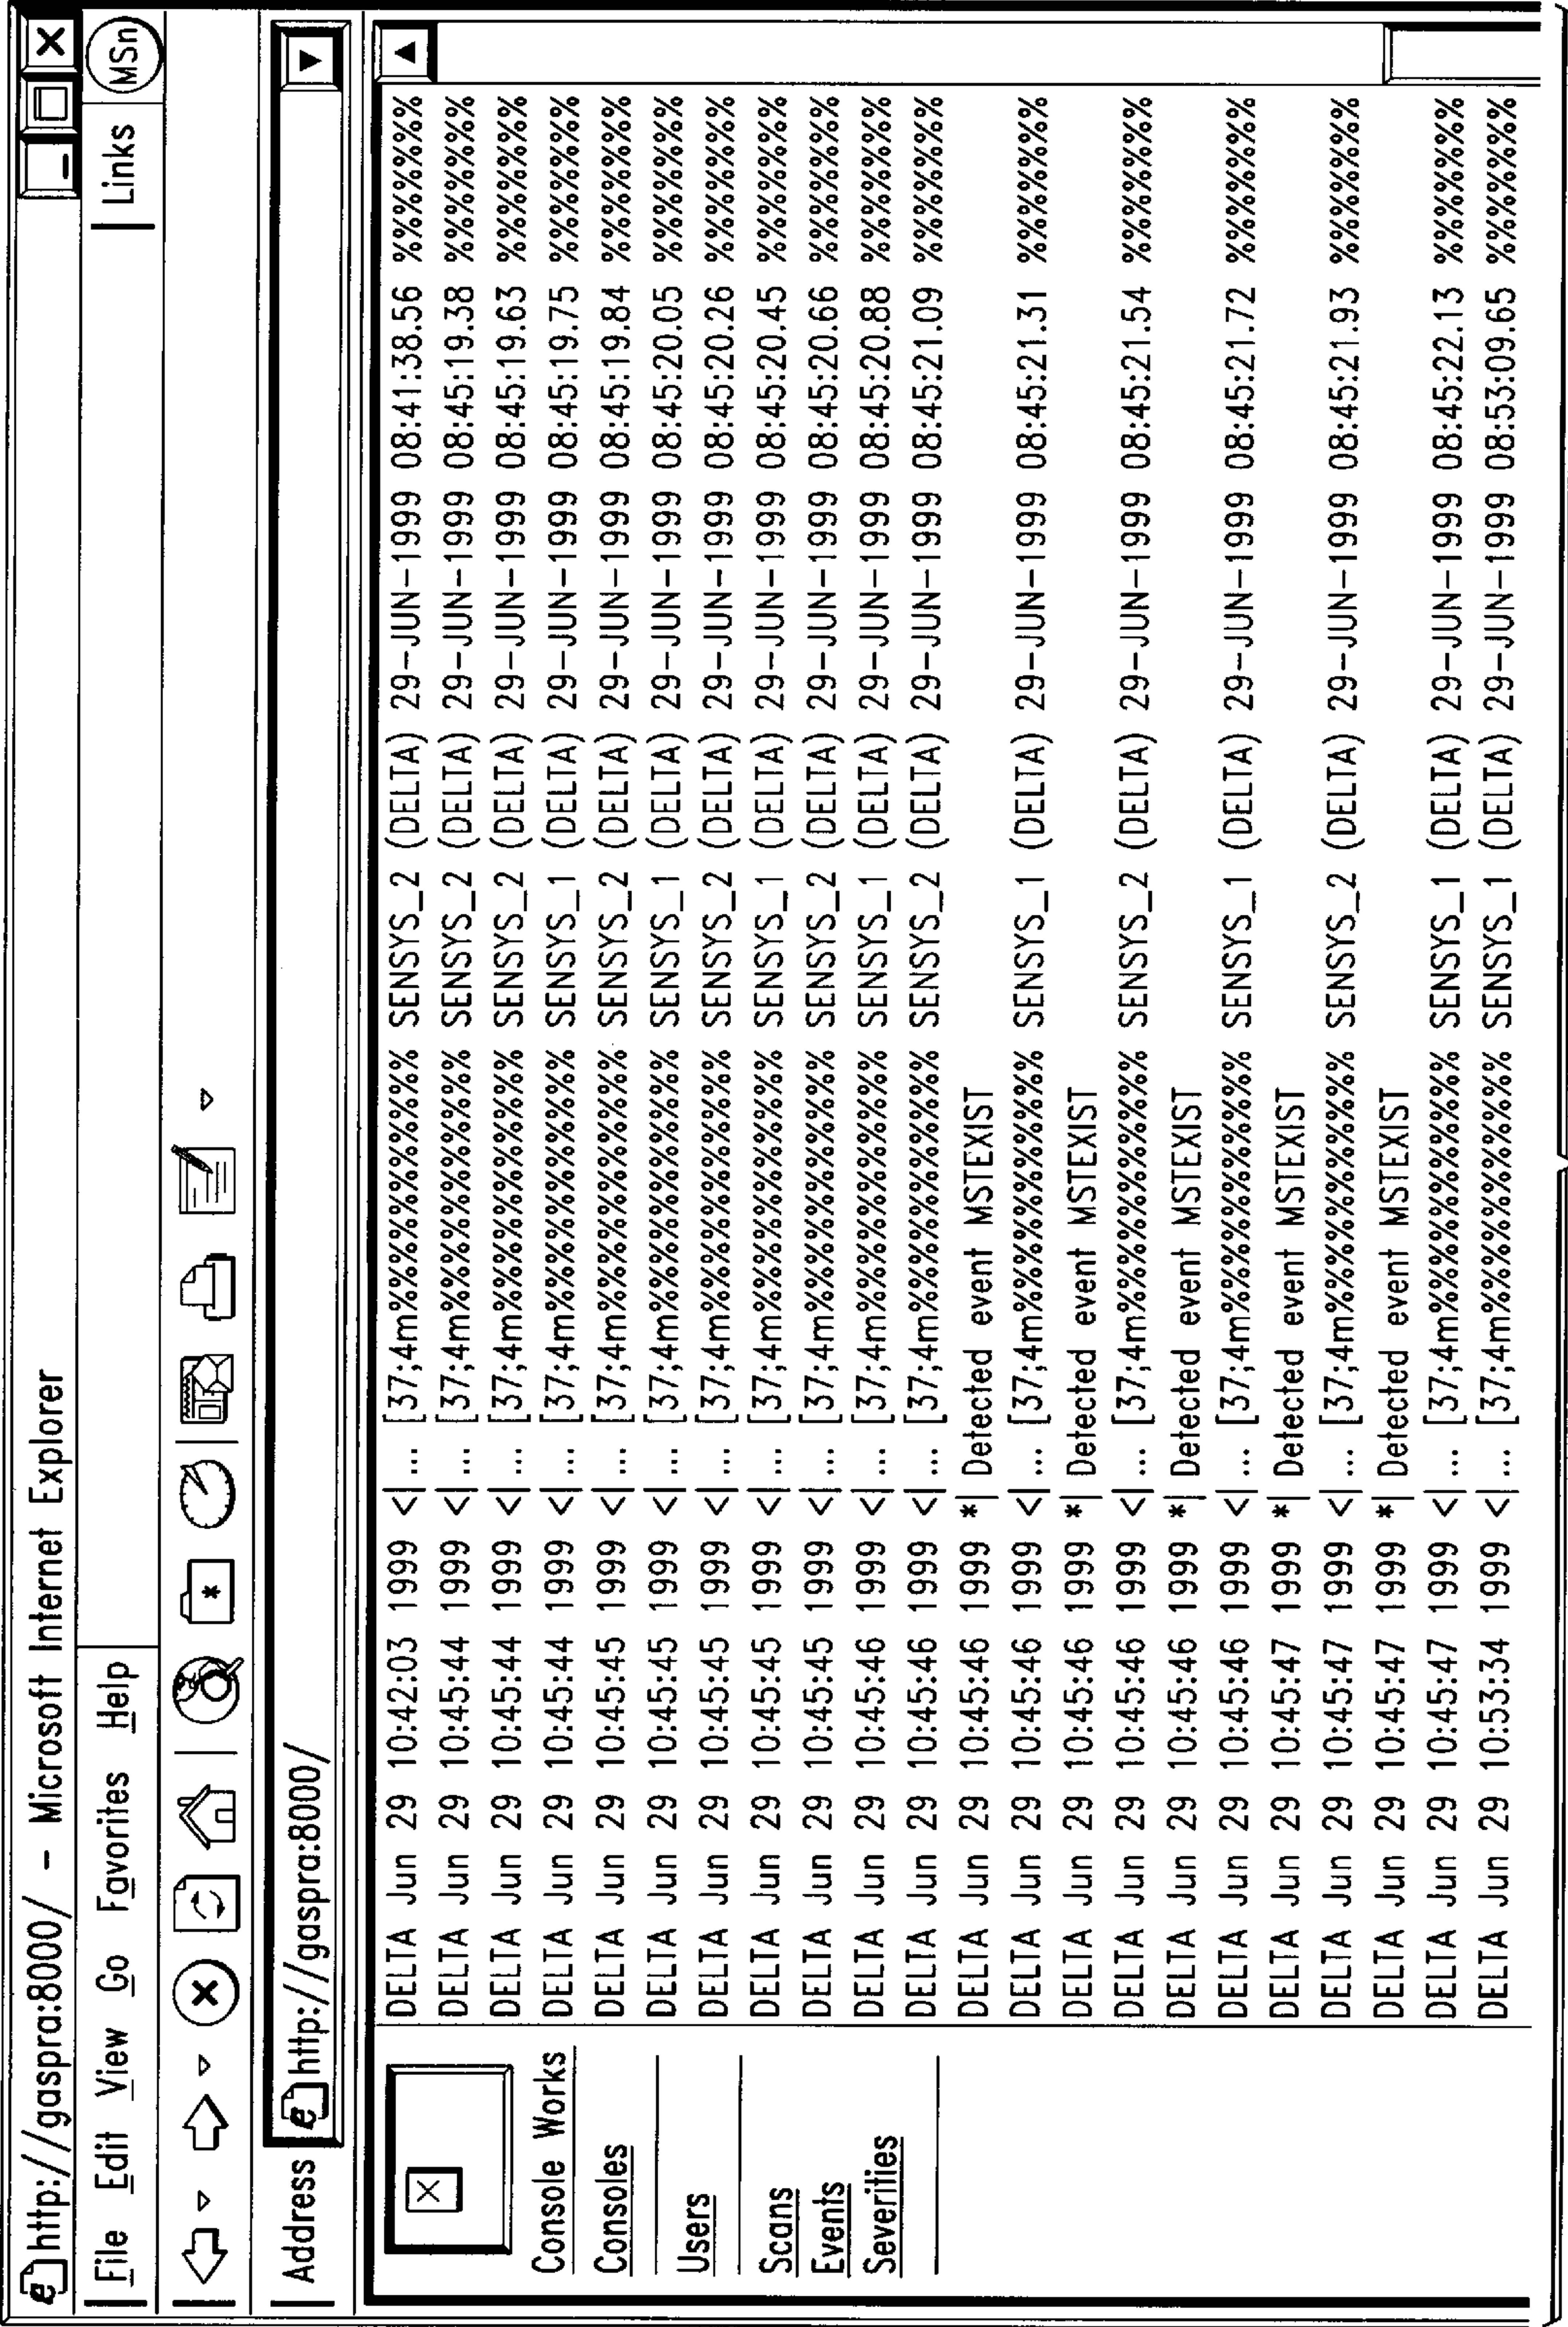 http://gaspra:8000/ - Microsoft Internet Explorer
File Edit View Go Favorites Help
Links
MSn
Address http://gaspra:8000/
Console Works
Consoles
Users
Scans
Events
Severities
DELTA Jun 29 10:42:03 1999 <| ... [37;4m%%%%%%%%%%% SENSYS_2 (DELTA) 29-JUN-1999 08:41:38.56 %%%%%%%
DELTA Jun 29 10:45:44 1999 <| ... [37;4m%%%%%%%%%%% SENSYS_2 (DELTA) 29-JUN-1999 08:45:19.38 %%%%%%%
DELTA Jun 29 10:45:44 1999 <| ... [37;4m%%%%%%%%%%% SENSYS_2 (DELTA) 29-JUN-1999 08:45:19.63 %%%%%%%
DELTA Jun 29 10:45:44 1999 <| ... [37;4m%%%%%%%%%%% SENSYS_1 (DELTA) 29-JUN-1999 08:45:19.75 %%%%%%%
DELTA Jun 29 10:45:45 1999 <| ... [37;4m%%%%%%%%%%% SENSYS_2 (DELTA) 29-JUN-1999 08:45:19.84 %%%%%%%
DELTA Jun 29 10:45:45 1999 <| ... [37;4m%%%%%%%%%%% SENSYS_1 (DELTA) 29-JUN-1999 08:45:20.05 %%%%%%%
DELTA Jun 29 10:45:45 1999 <| ... [37;4m%%%%%%%%%%% SENSYS_2 (DELTA) 29-JUN-1999 08:45:20.26 %%%%%%%
DELTA Jun 29 10:45:45 1999 <| ... [37;4m%%%%%%%%%%% SENSYS_1 (DELTA) 29-JUN-1999 08:45:20.45 %%%%%%%
DELTA Jun 29 10:45:45 1999 <| ... [37;4m%%%%%%%%%%% SENSYS_2 (DELTA) 29-JUN-1999 08:45:20.66 %%%%%%%
DELTA Jun 29 10:45:46 1999 <| ... [37;4m%%%%%%%%%%% SENSYS_1 (DELTA) 29-JUN-1999 08:45:20.88 %%%%%%%
DELTA Jun 29 10:45:46 1999 <| ... [37;4m%%%%%%%%%%% SENSYS_2 (DELTA) 29-JUN-1999 08:45:21.09 %%%%%%%
DELTA Jun 29 10:45:46 1999 *| Detected event MSTEXIST
DELTA Jun 29 10:45:46 1999 <| ... [37;4m%%%%%%%%%%% SENSYS_1 (DELTA) 29-JUN-1999 08:45:21.31 %%%%%%%
DELTA Jun 29 10:45:46 1999 *| Detected event MSTEXIST
DELTA Jun 29 10:45:46 1999 <| ... [37;4m%%%%%%%%%%% SENSYS_2 (DELTA) 29-JUN-1999 08:45:21.54 %%%%%%%
DELTA Jun 29 10:45:46 1999 *| Detected event MSTEXIST
DELTA Jun 29 10:45:46 1999 <| ... [37;4m%%%%%%%%%%% SENSYS_1 (DELTA) 29-JUN-1999 08:45:21.72 %%%%%%%
DELTA Jun 29 10:45:47 1999 *| Detected event MSTEXIST
DELTA Jun 29 10:45:47 1999 <| ... [37;4m%%%%%%%%%%% SENSYS_2 (DELTA) 29-JUN-1999 08:45:21.93 %%%%%%%
DELTA Jun 29 10:45:47 1999 *| Detected event MSTEXIST
DELTA Jun 29 10:45:47 1999 <| ... [37;4m%%%%%%%%%%% SENSYS_1 (DELTA) 29-JUN-1999 08:45:22.13 %%%%%%%
DELTA Jun 29 10:53:34 1999 <| ... [37;4m%%%%%%%%%%% SENSYS_1 (DELTA) 29-JUN-1999 08:53:09.65 %%%%%%%